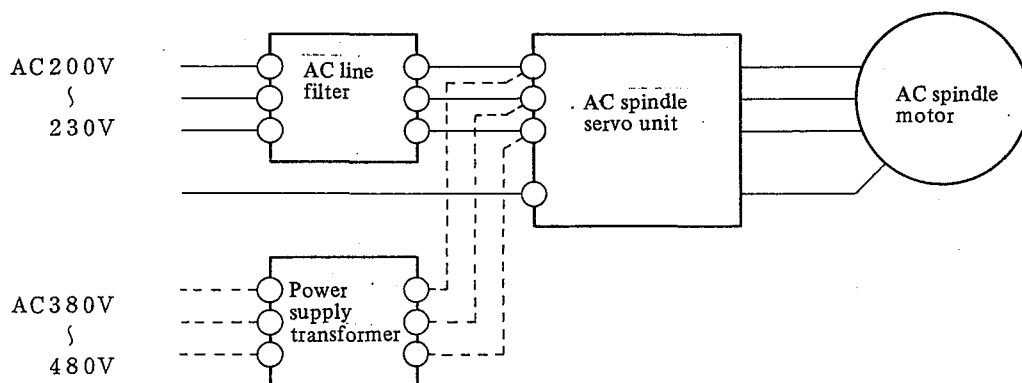 AC200V
~
230V
AC line
filter
AC spindle
servo unit
AC spindle
motor
AC380V
~
480V
Power
supply
transformer